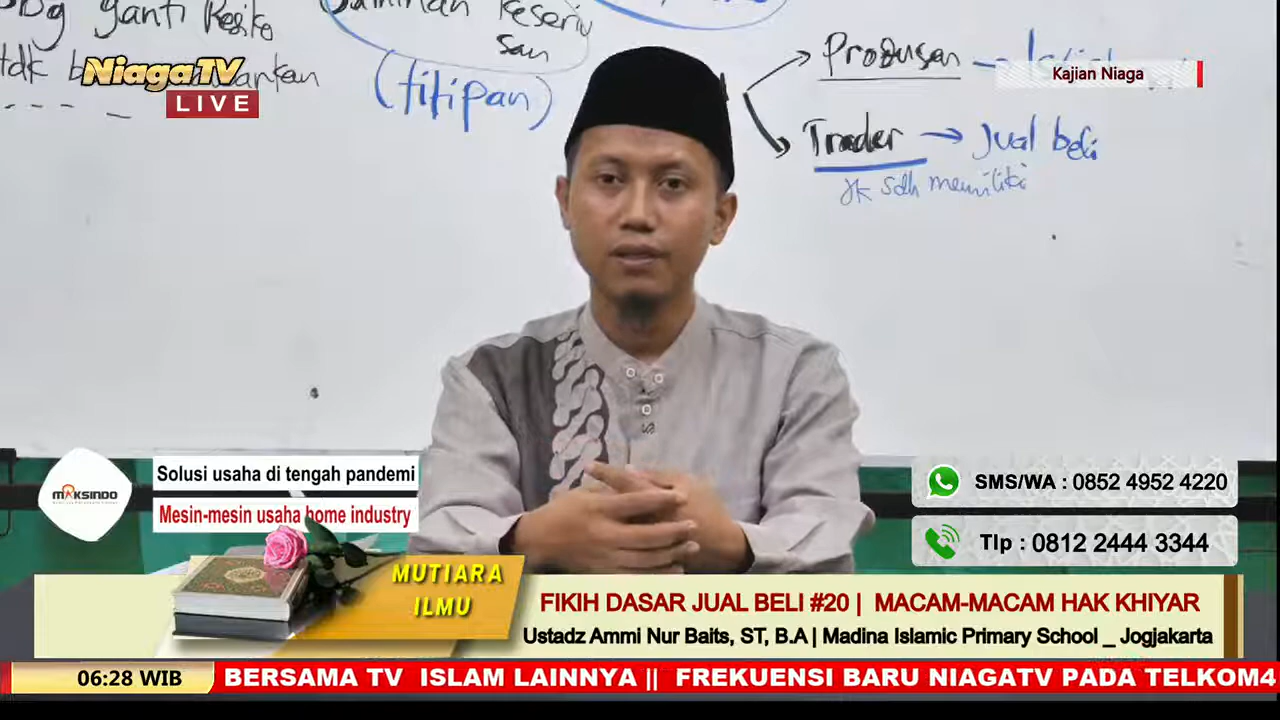 ganti Resiko
Jaminan keseriu
san
(titipan)
tdk
NiagaTV
LIVE
Produsen
Kajian Niaga
Trader → Jual beli
jk sdh memiliki
Solusi usaha di tengah pandemi
MAKSINDO
Mesin-mesin usaha home industry
SMS/WA : 0852 4952 4220
Tlp : 0812 2444 3344
MUTIARA
ILMU
FIKIH DASAR JUAL BELI #20 | MACAM-MACAM HAK KHIYAR
Ustadz Ammi Nur Baits, ST, B.A | Madina Islamic Primary School _ Jogjakarta
06:28 WIB
BERSAMA TV ISLAM LAINNYA || FREKUENSI BARU NIAGATV PADA TELKOM4